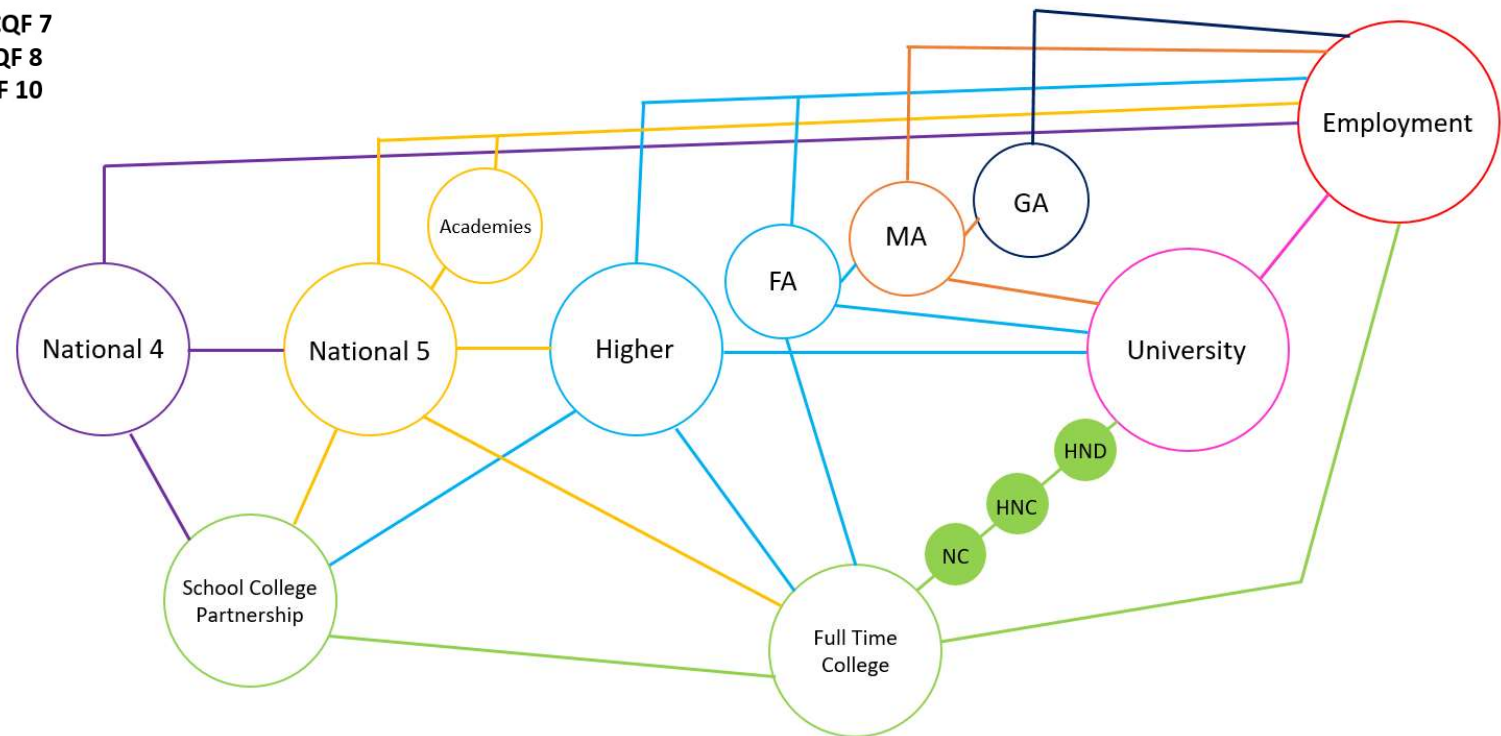 CQF 7
QF 8
F 10
Employment
GA
MA
Academies
FA
National 4
National 5
Higher
University
HND
HNC
NC
School College
Partnership
Full Time
College